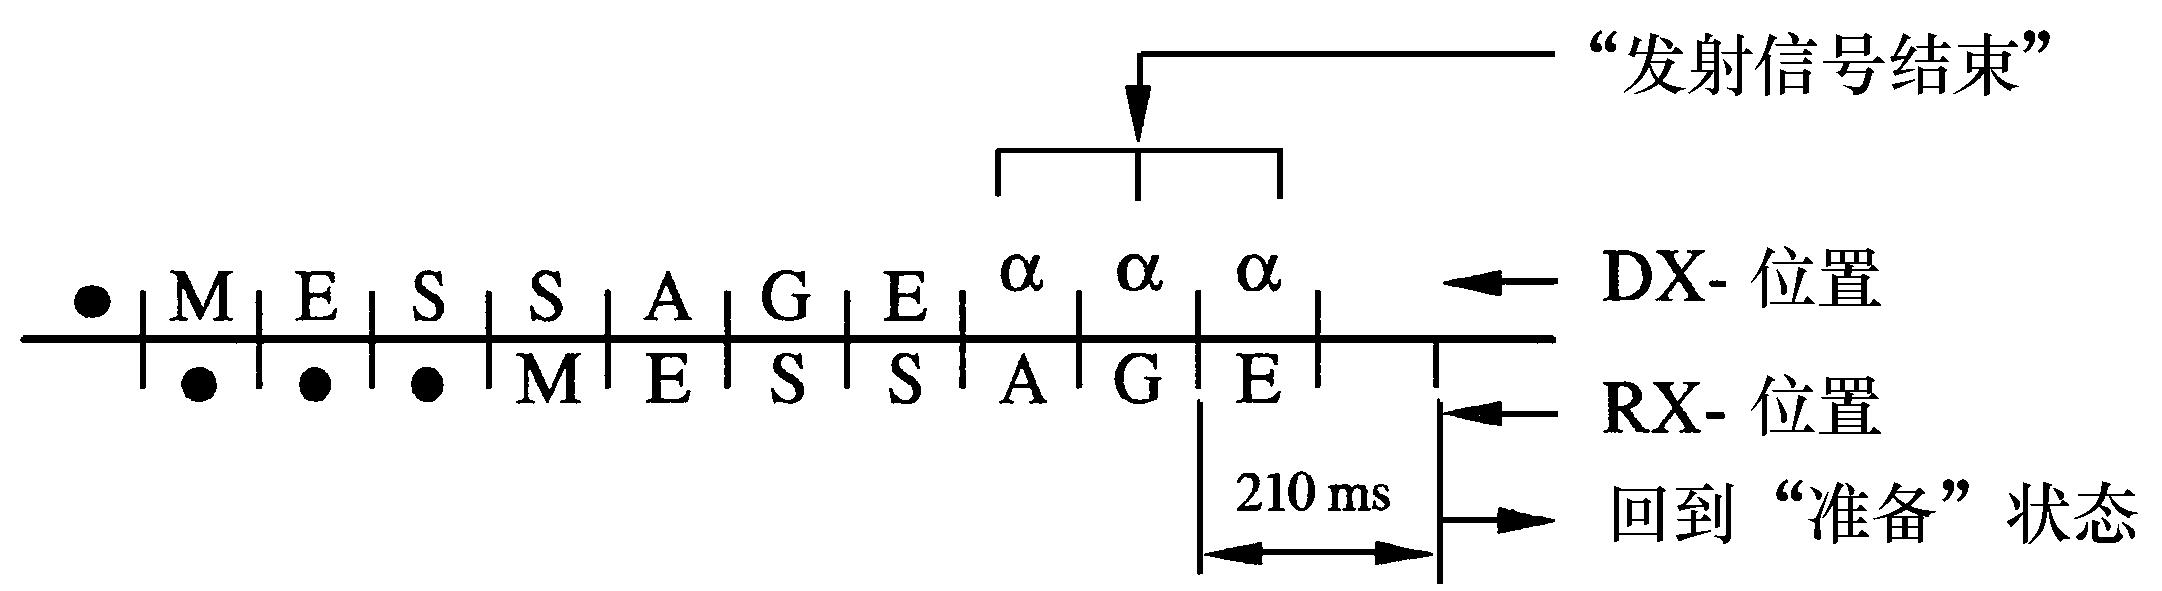 “发射信号结束”
● M E S S A G E α α α
DX- 位置
● ● ● M E S S A G E
RX- 位置
210 ms
回到“准备”状态